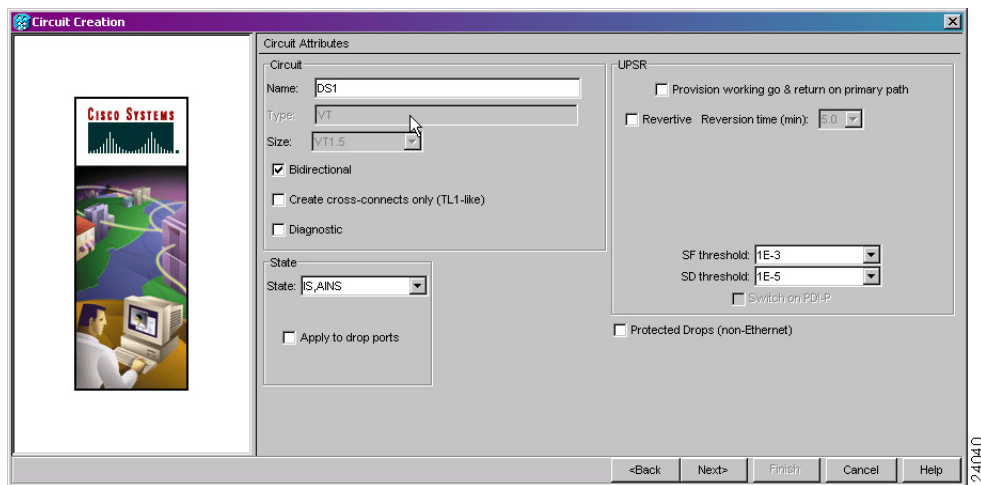 Circuit Creation
CISCO SYSTEMS
Circuit Attributes
Circuit
Name: DS1
Type: VT
Size: VT1.5
Bidirectional
Create cross-connects only (TL1-like)
Diagnostic
State
State: IS,AINS
Apply to drop ports
UPSR
Provision working go & return on primary path
Revertive Reversion time (min): 5.0
SF threshold: 1E-3
SD threshold: 1E-5
Switch on PDI-P
Protected Drops (non-Ethernet)
<Back Next> Finish Cancel Help
24040